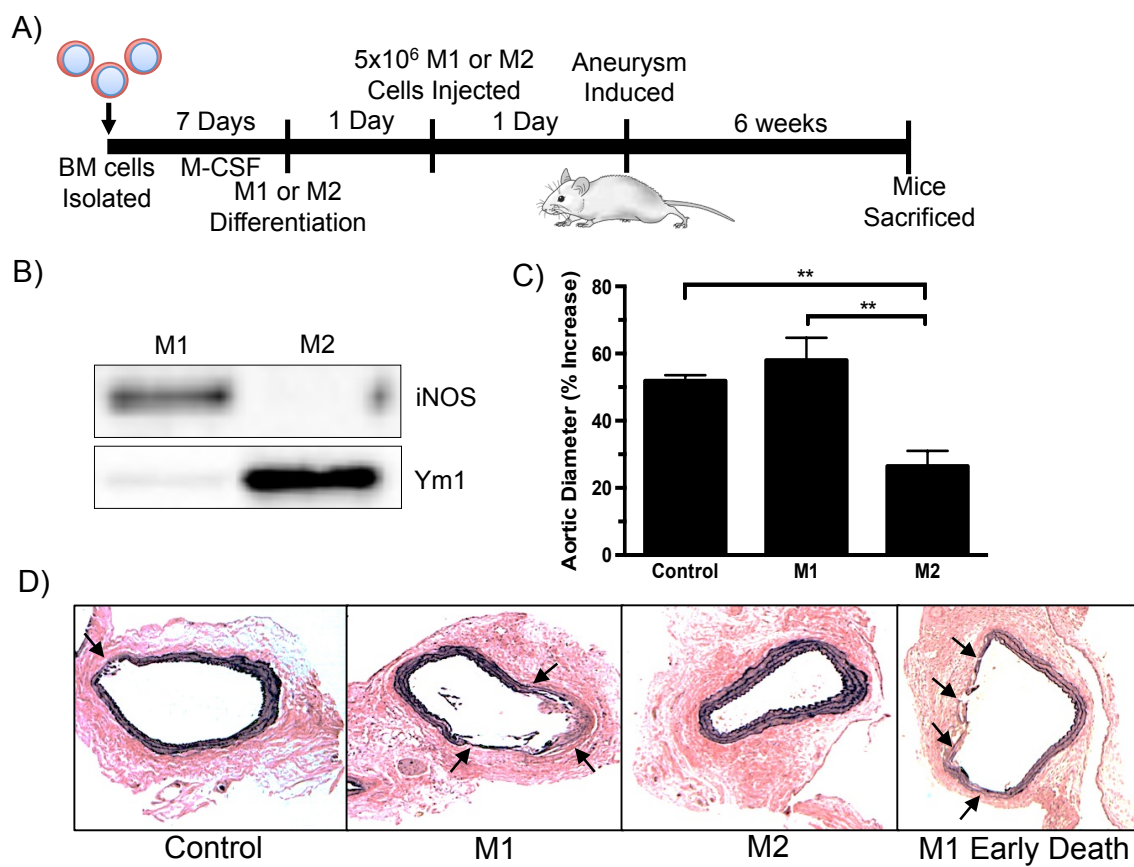 A)
5x10⁶ M1 or M2
Cells Injected
Aneurysm
Induced
7 Days
1 Day
1 Day
6 weeks
BM cells
Isolated
M-CSF
M1 or M2
Differentiation
Mice
Sacrificed
B)
M1 M2
iNOS
Ym1
C)
**
**
Aortic Diameter (% Increase)
80
60
40
20
0
Control M1 M2
D)
Control M1 M2 M1 Early Death